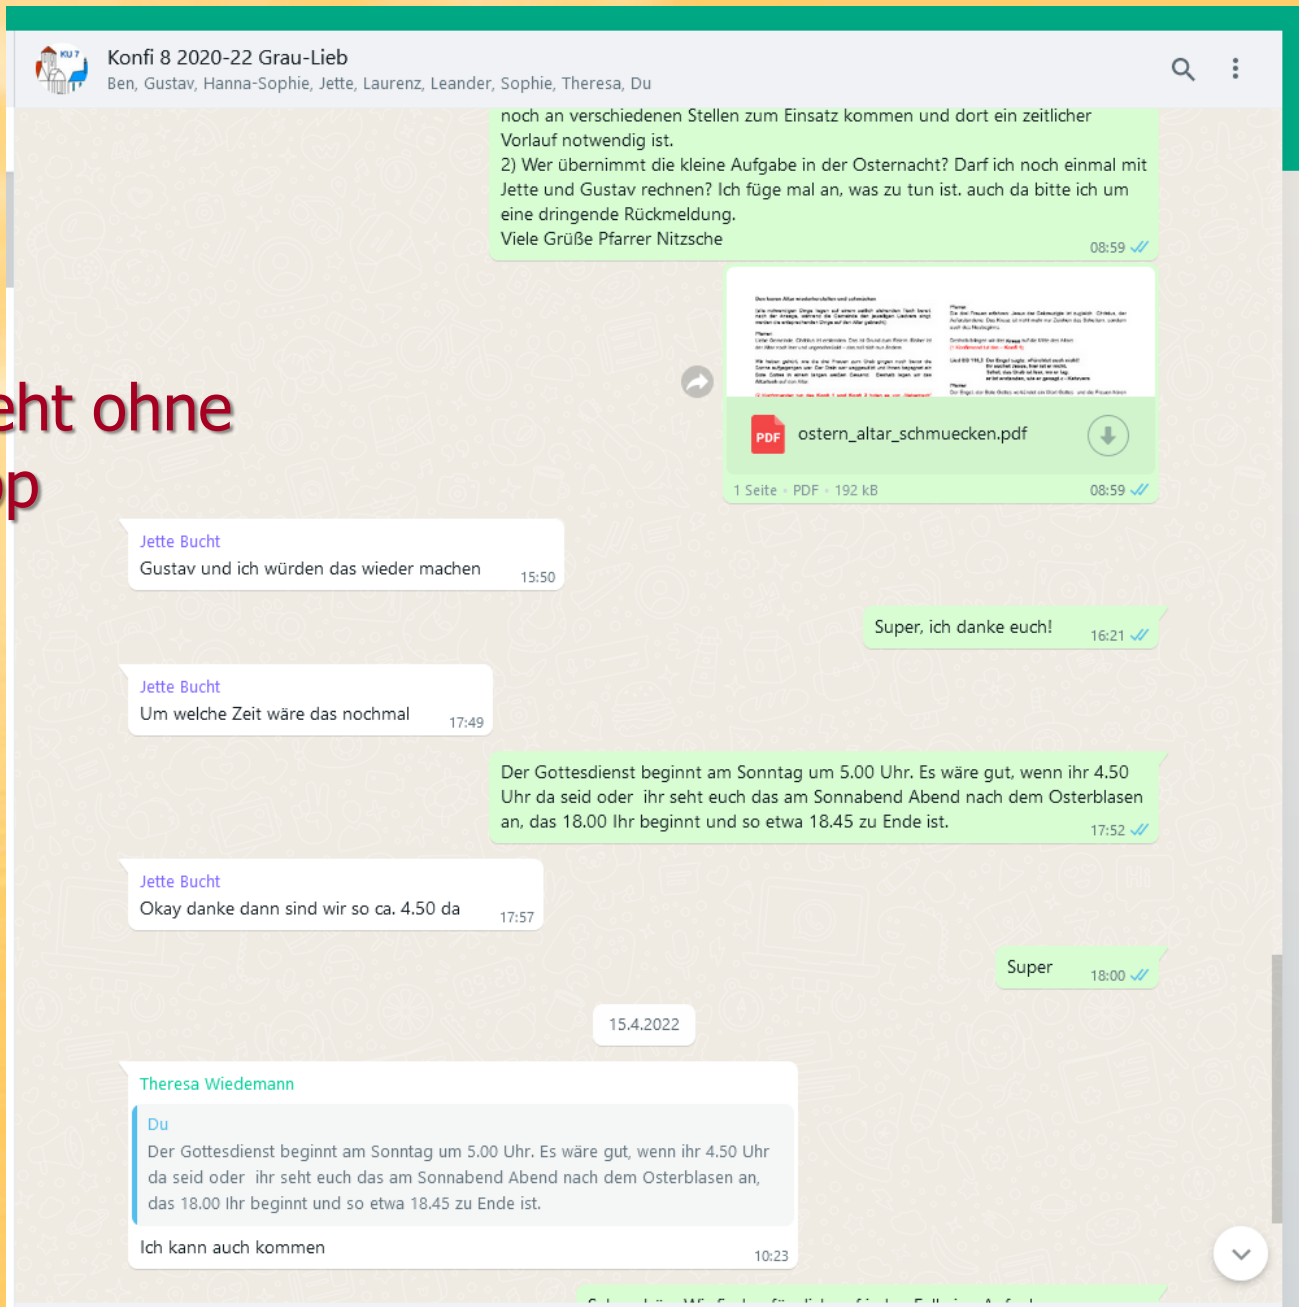 KU 7
Konfi 8 2020-22 Grau-Lieb
Ben, Gustav, Hanna-Sophie, Jette, Laurenz, Leander, Sophie, Theresa, Du
noch an verschiedenen Stellen zum Einsatz kommen und dort ein zeitlicher
Vorlauf notwendig ist.
2) Wer übernimmt die kleine Aufgabe in der Osternacht? Darf ich noch einmal mit
Jette und Gustav rechnen? Ich füge mal an, was zu tun ist. auch da bitte ich um
eine dringende Rückmeldung.
Viele Grüße Pfarrer Nitzsche
08:59
Den leeren Altar wiederherstellen und schmücken
PDF
ostern_altar_schmuecken.pdf
1 Seite • PDF • 192 kB
08:59
eht ohne
pp
Jette Bucht
Gustav und ich würden das wieder machen
15:50
Super, ich danke euch!
16:21
Jette Bucht
Um welche Zeit wäre das nochmal
17:49
Der Gottesdienst beginnt am Sonntag um 5.00 Uhr. Es wäre gut, wenn ihr 4.50
Uhr da seid oder ihr seht euch das am Sonnabend Abend nach dem Osterblasen
an, das 18.00 Ihr beginnt und so etwa 18.45 zu Ende ist.
17:52
Jette Bucht
Okay danke dann sind wir so ca. 4.50 da
17:57
Super
18:00
15.4.2022
Theresa Wiedemann
Du
Der Gottesdienst beginnt am Sonntag um 5.00 Uhr. Es wäre gut, wenn ihr 4.50 Uhr
da seid oder ihr seht euch das am Sonnabend Abend nach dem Osterblasen an,
das 18.00 Ihr beginnt und so etwa 18.45 zu Ende ist.
Ich kann auch kommen
10:23